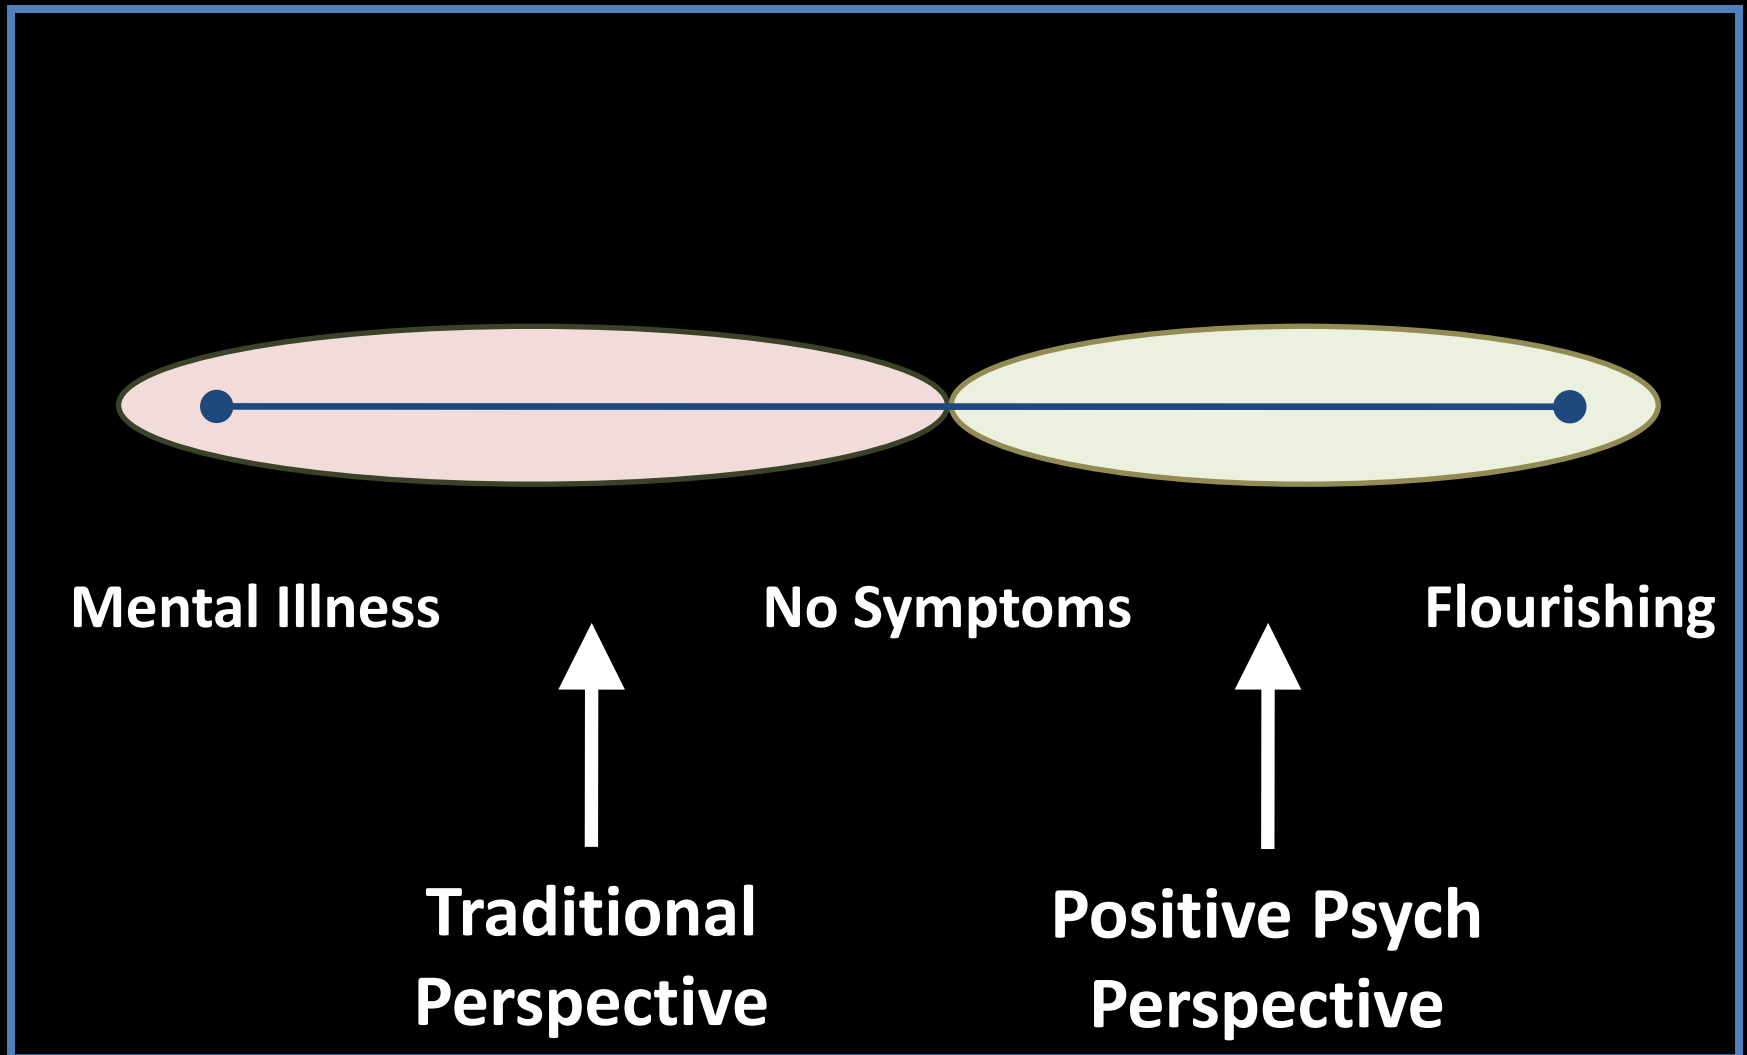 Mental Illness
No Symptoms
Flourishing
Traditional
Perspective
Positive Psych
Perspective